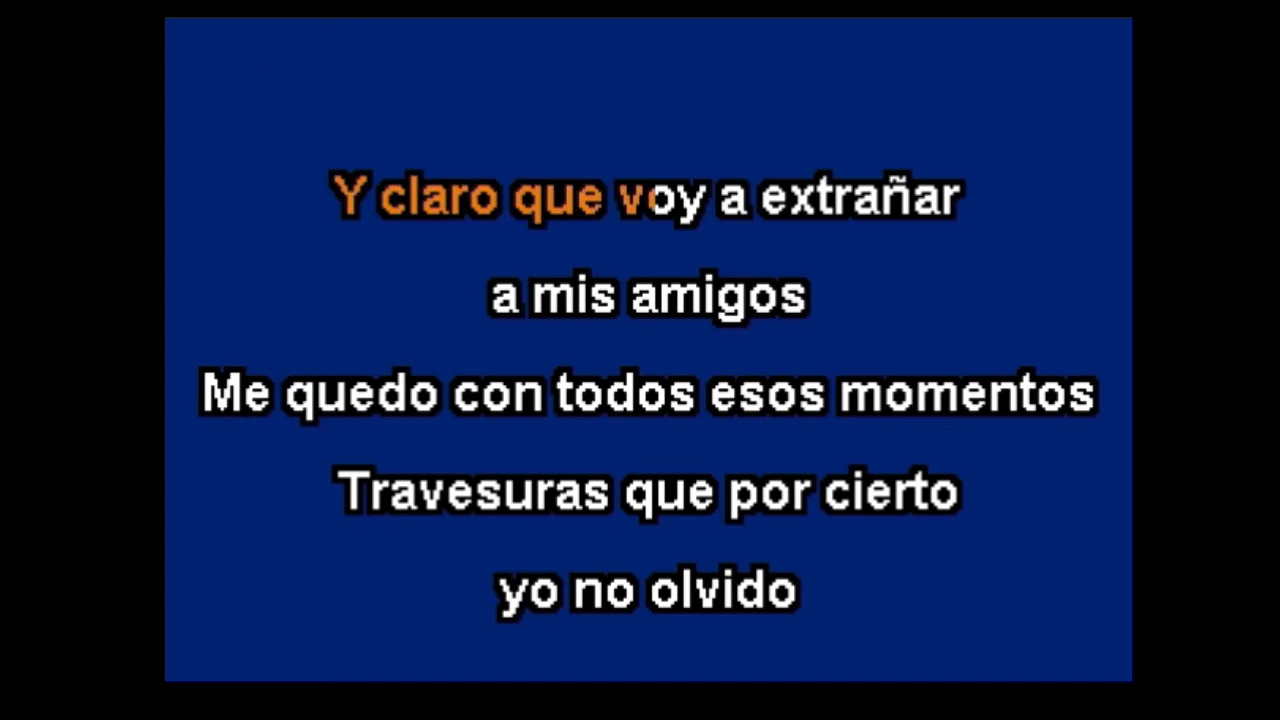 Y claro que voy a extrañar
a mis amigos
Me quedo con todos esos momentos
Travesuras que por cierto
yo no olvido